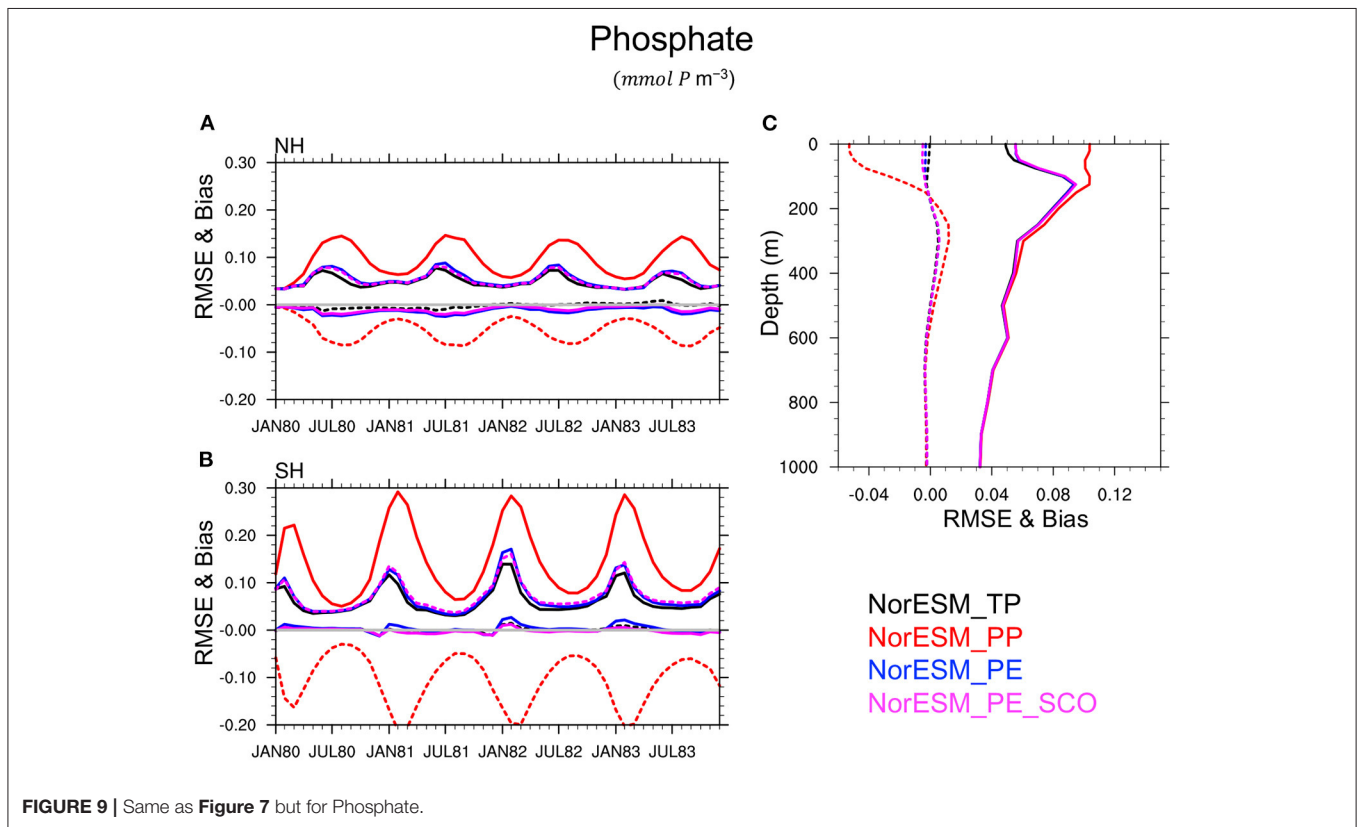 Phosphate
(mmol P m⁻³)
A
NH
RMSE & Bias
0.30
0.20
0.10
-0.00
-0.10
-0.20
JAN80 JUL80 JAN81 JUL81 JAN82 JUL82 JAN83 JUL83
B
SH
RMSE & Bias
0.30
0.20
0.10
-0.00
-0.10
-0.20
JAN80 JUL80 JAN81 JUL81 JAN82 JUL82 JAN83 JUL83
C
Depth (m)
0
200
400
600
800
1000
-0.04 0.00 0.04 0.08 0.12
RMSE & Bias
NorESM_TP
NorESM_PP
NorESM_PE
NorESM_PE_SCO
FIGURE 9 | Same as Figure 7 but for Phosphate.